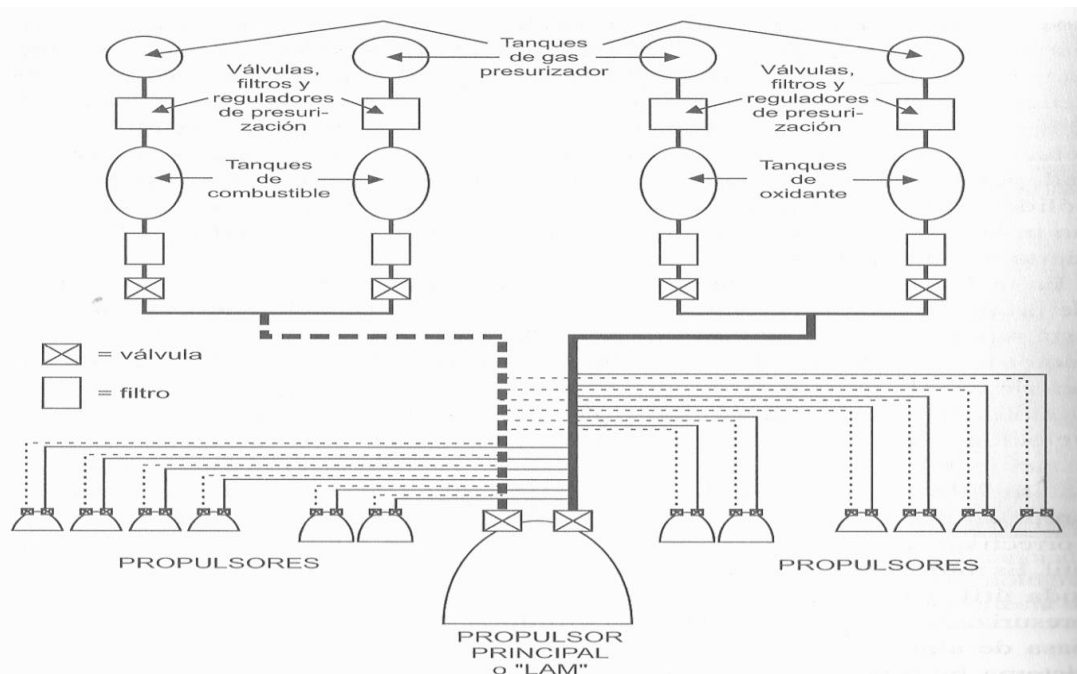 Tanques
de gas
presurizador
Válvulas,
filtros y
reguladores
de presuri-
zación
Válvulas,
filtros y
reguladores
de presuri-
zación
Tanques
de
combustible
Tanques
de
oxidante
= válvula
= filtro
PROPULSORES
PROPULSORES
PROPULSOR
PRINCIPAL
o "LAM"